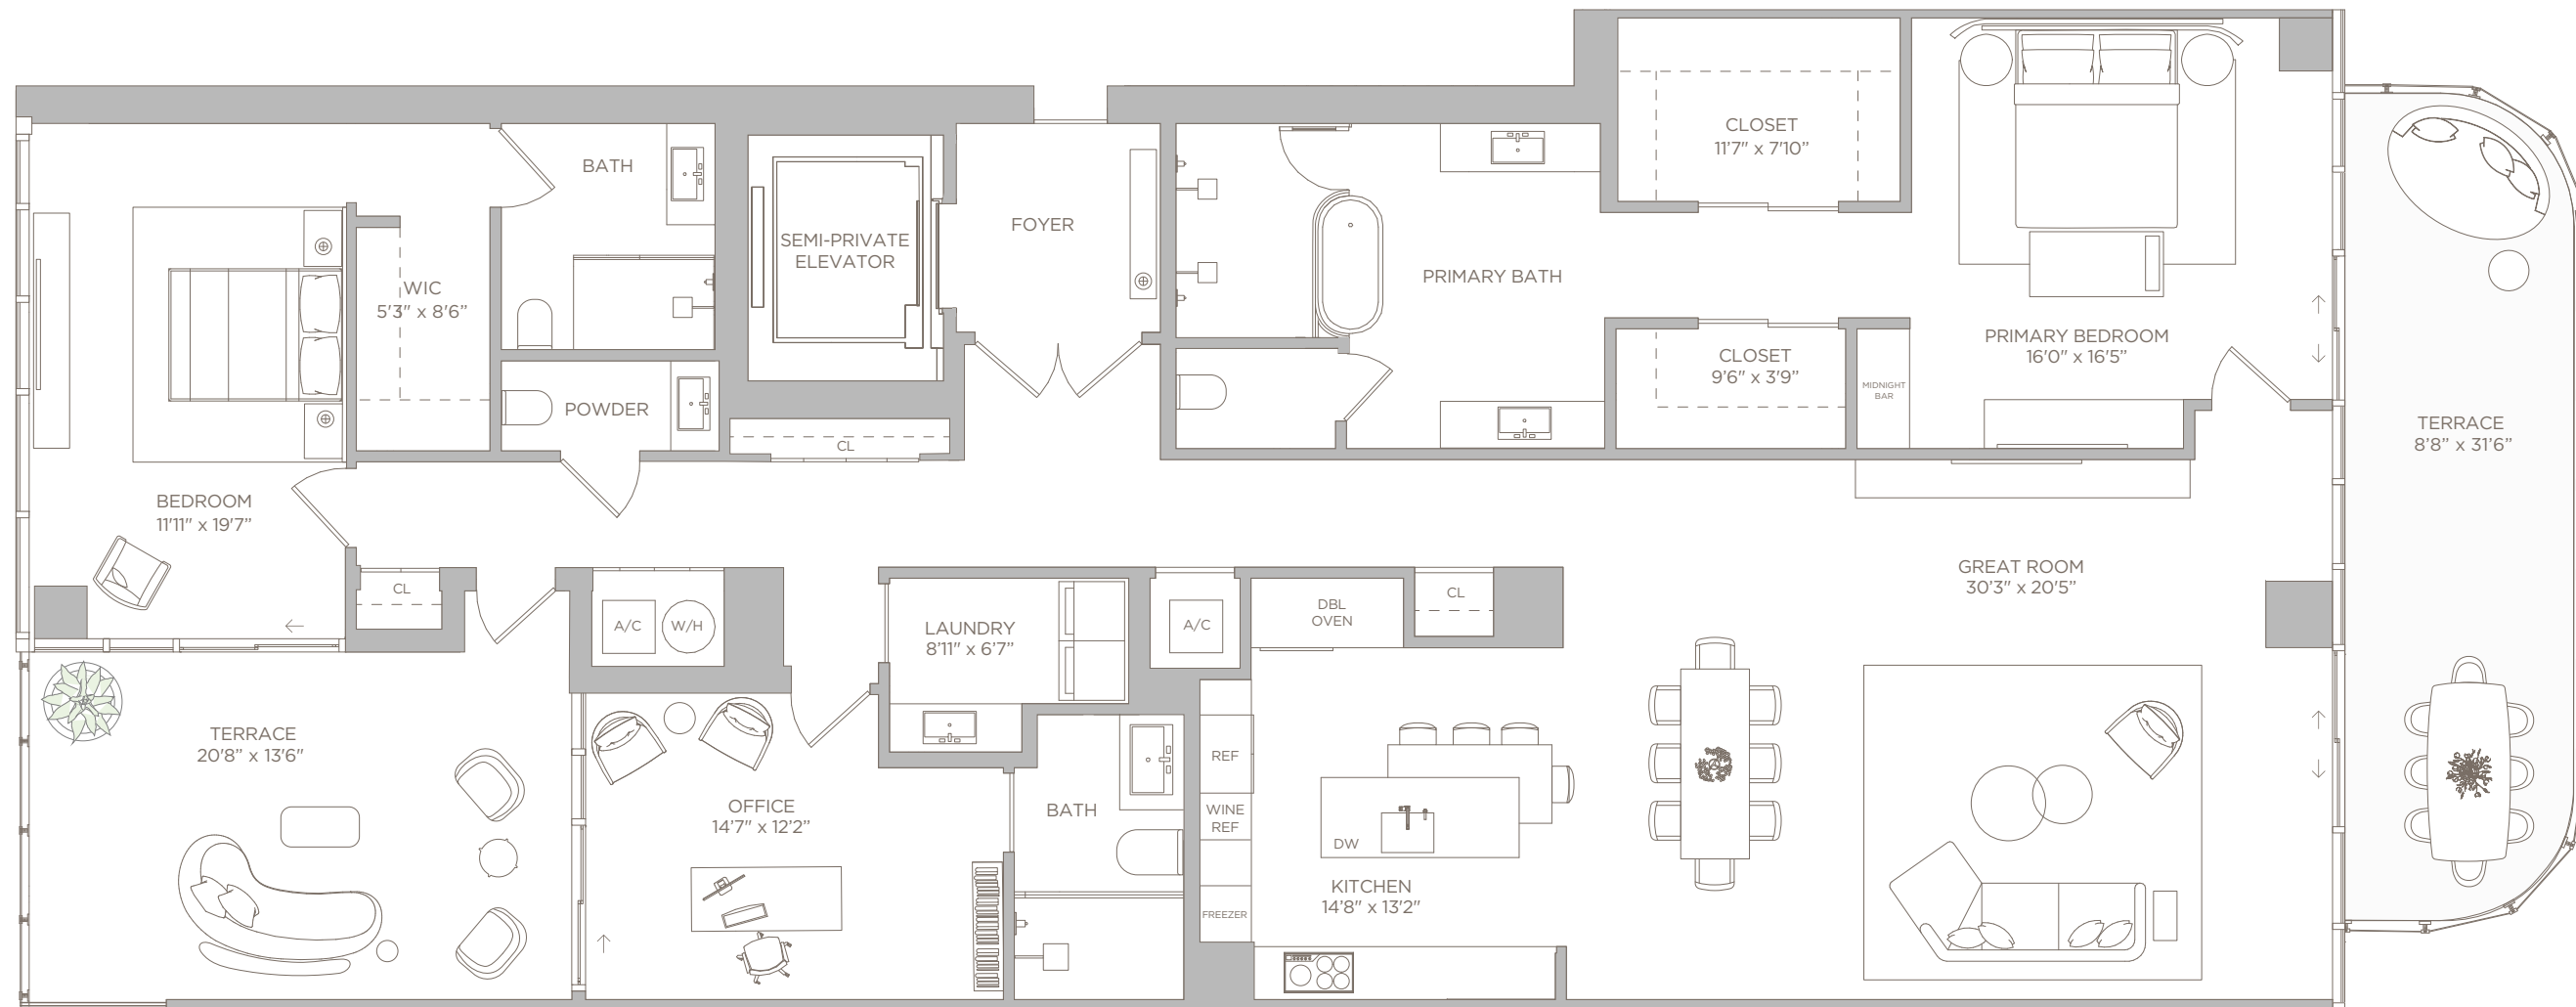 CLOSET
11'7" x 7'10”
BATH
FOYER
SEMI-PRIVATE
ELEVATOR
PRIMARY BATH
WIC
5'3" x 8'6”
PRIMARY BEDROOM
16'0" x 16'5”
CLOSET
9'6" x 3'9”
MIDNIGHT
BAR
POWDER
CL
TERRACE
8'8” x 31'6”
BEDROOM
11'11" x 19'7”
GREAT ROOM
30'3" x 20'5”
CL
A/C
W/H
LAUNDRY
8'11" x 6'7”
A/C
DBL
OVEN
CL
TERRACE
20'8” x 13'6"
REF
OFFICE
14'7" x 12'2”
BATH
WINE
REF
DW
KITCHEN
14'8" x 13'2"
FREEZER